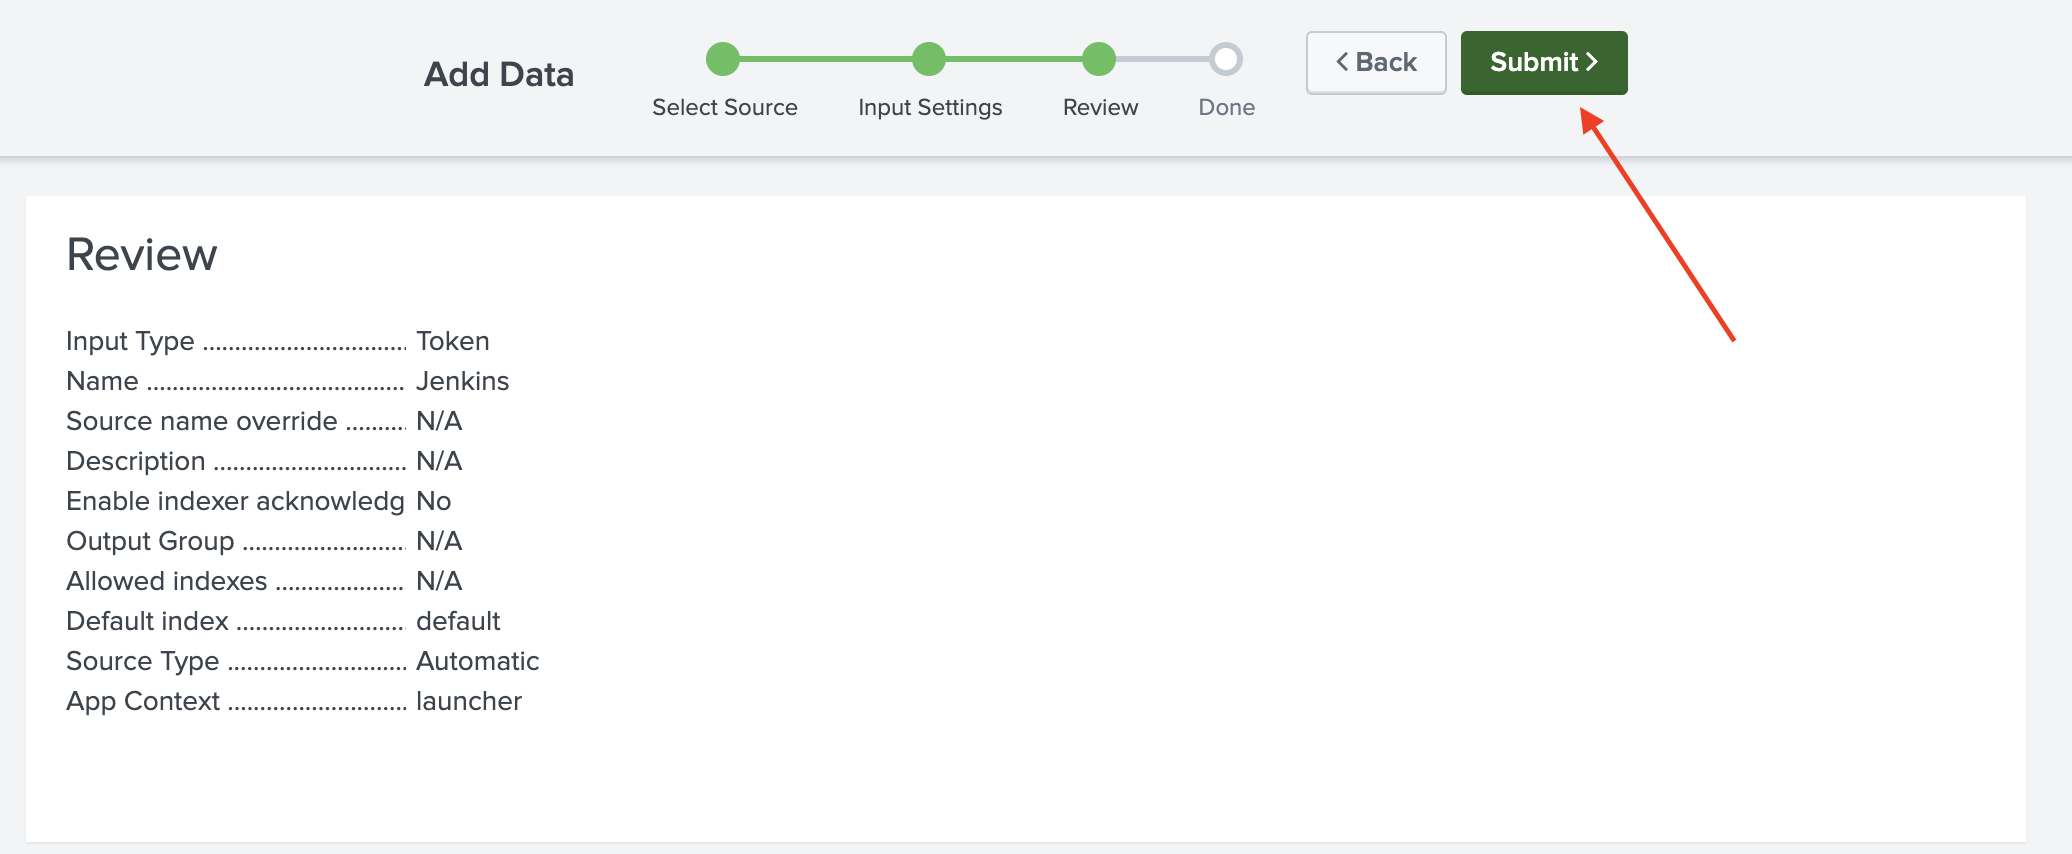 Add Data
Select Source
Input Settings
Review
Done
Back
Submit
Review
Input Type ................................ Token
Name ......................................... Jenkins
Source name override .......... N/A
Description ............................... N/A
Enable indexer acknowledg No
Output Group .......................... N/A
Allowed indexes .................... N/A
Default index ........................... default
Source Type ............................ Automatic
App Context ............................ launcher